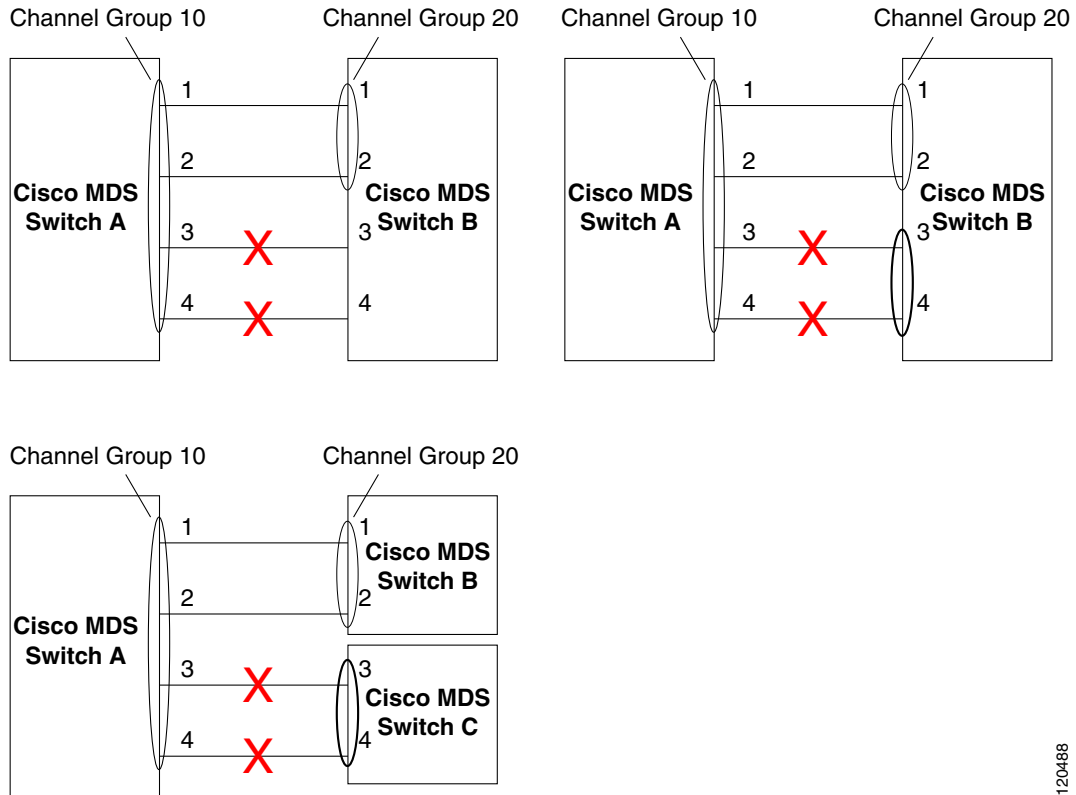 Channel Group 10
Channel Group 20
1
1
2
2
Cisco MDS
Switch A
Cisco MDS
Switch B
3
X
3
4
X
4
Channel Group 10
Channel Group 20
1
1
2
2
Cisco MDS
Switch A
Cisco MDS
Switch B
3
X
3
4
X
4
Channel Group 10
Channel Group 20
1
1
Cisco MDS
Switch B
2
2
Cisco MDS
Switch A
3
X
3
Cisco MDS
Switch C
4
X
4
120488